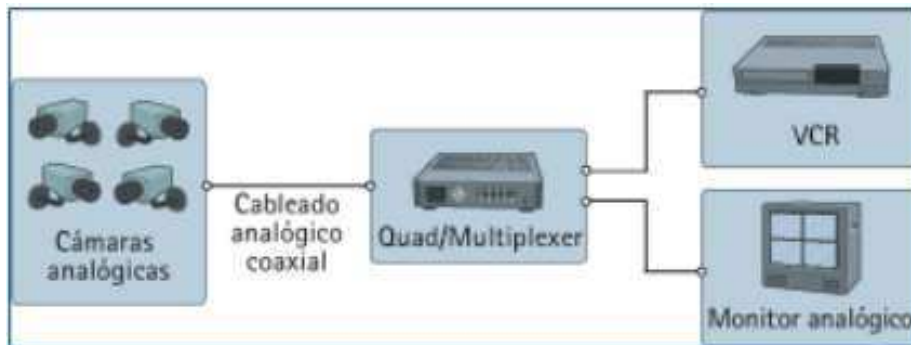 Cámaras
analógicas
Cableado
analógico
coaxial
Quad/Multiplexer
VCR
Monitor analógico